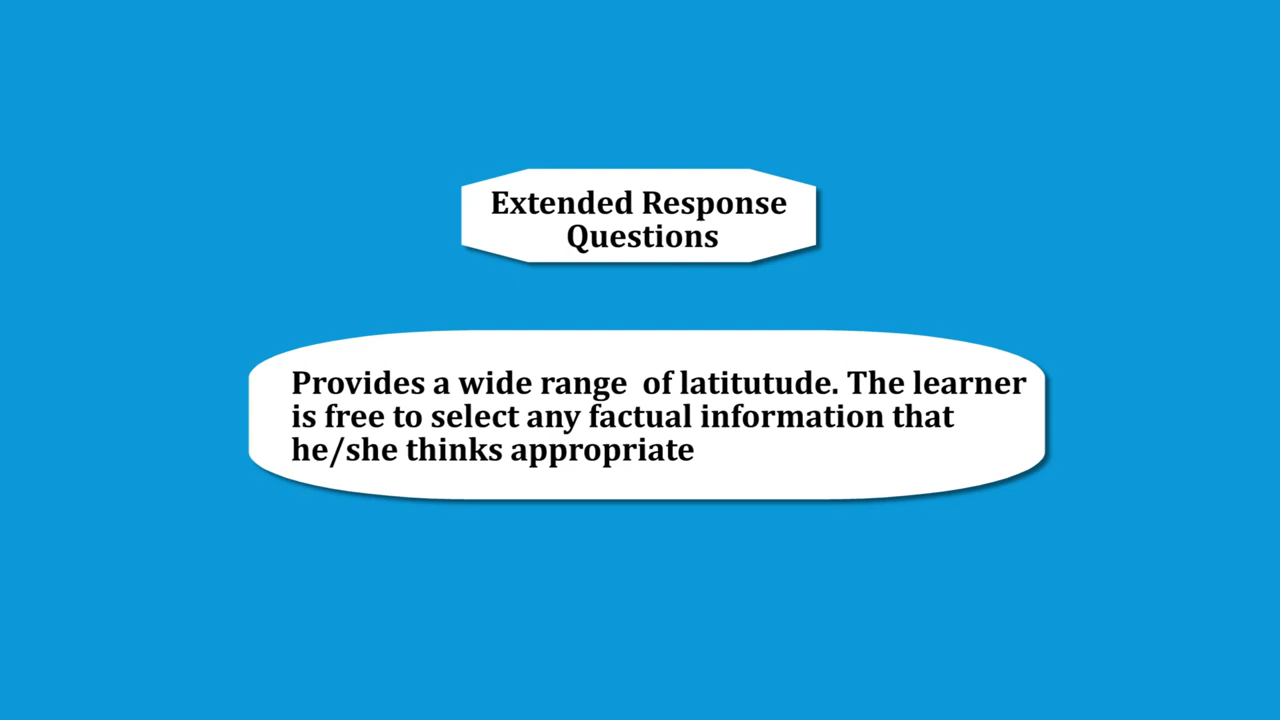 Extended Response
Questions
Provides a wide range  of latitutude. The learner
is free to select any factual information that
he/she thinks appropriate